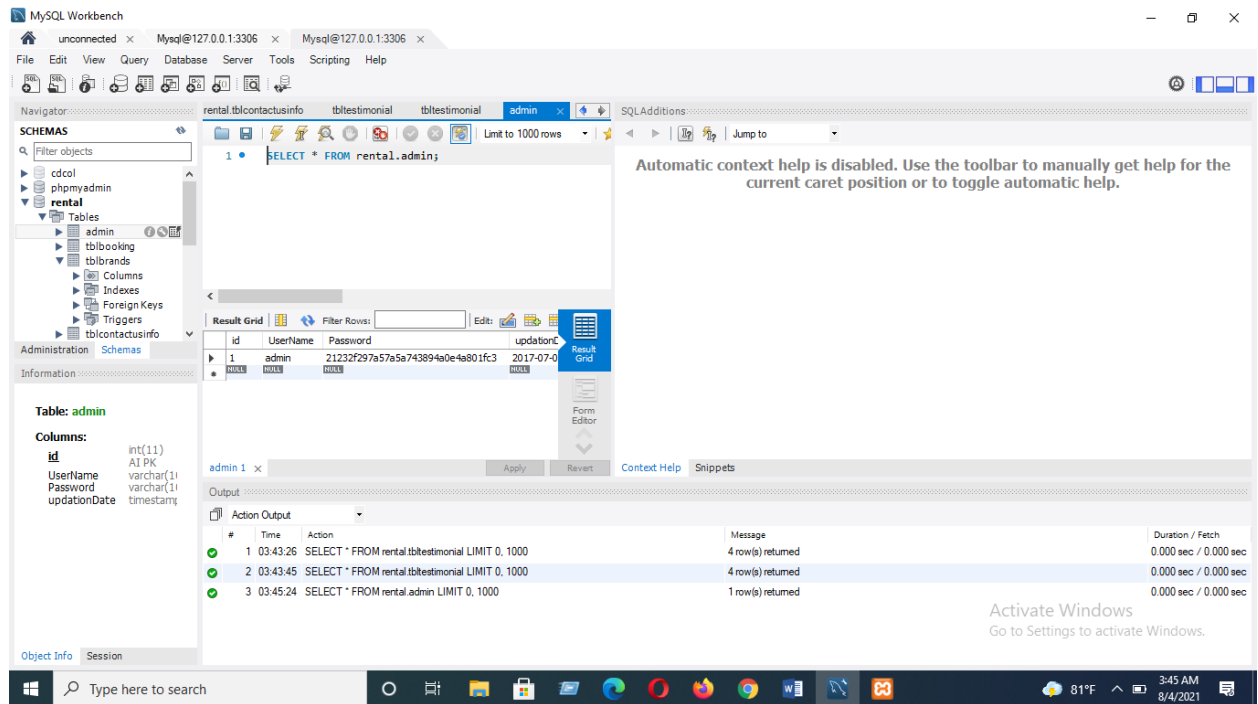 MySQL Workbench
unconnected × Mysql@127.0.0.1:3306 × Mysql@127.0.0.1:3306 ×
File Edit View Query Database Server Tools Scripting Help
Navigator
SCHEMAS
Filter objects
cdcol
phpmyadmin
rental
Tables
admin
tblbooking
tblbrands
Columns
Indexes
Foreign Keys
Triggers
tblcontactusinfo
Administration Schemas
Information
Table: admin
Columns:
id int(11)
AI PK
UserName varchar(1
Password varchar(1
updationDate timestamp
Object Info Session
rental.tblcontactusinfo tbltestimonial tbltestimonial admin ×
Limit to 1000 rows
1 SELECT * FROM rental.admin;
Result Grid Filter Rows: Edit:
id UserName Password updationD
1 admin 21232f297a57a5a743894a0e4a801fc3 2017-07-0
NULL NULL NULL NULL
Result
Grid
Form
Editor
admin 1 × Apply Revert
SQLAdditions
Jump to
Automatic context help is disabled. Use the toolbar to manually get help for the
current caret position or to toggle automatic help.
Context Help Snippets
Output
Action Output
# Time Action Message Duration / Fetch
1 03:43:26 SELECT * FROM rental.tbltestimonial LIMIT 0, 1000 4 row(s) returned 0.000 sec / 0.000 sec
2 03:43:45 SELECT * FROM rental.tbltestimonial LIMIT 0, 1000 4 row(s) returned 0.000 sec / 0.000 sec
3 03:45:24 SELECT * FROM rental.admin LIMIT 0, 1000 1 row(s) returned 0.000 sec / 0.000 sec
Activate Windows
Go to Settings to activate Windows.
Type here to search
81°F
3:45 AM
8/4/2021